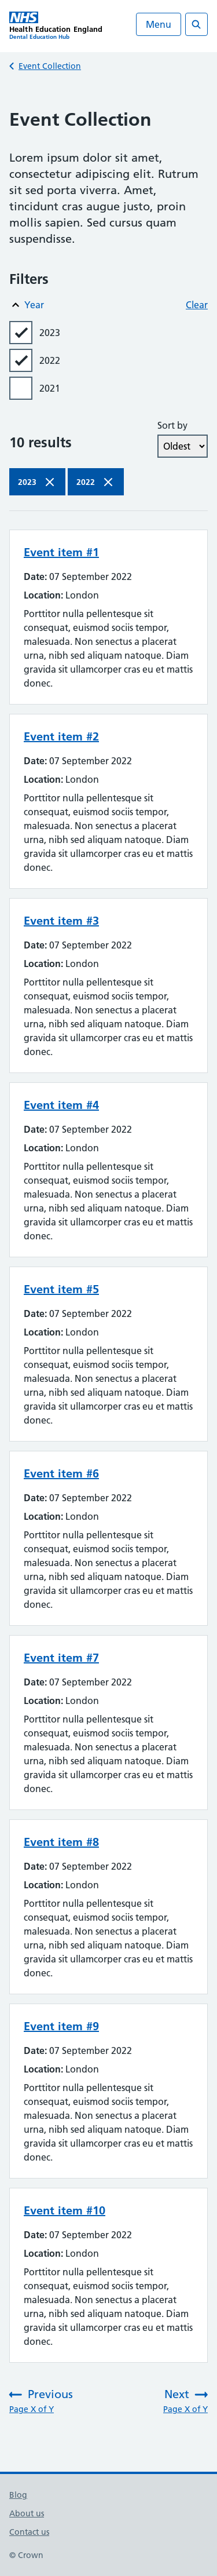 NHS
Health Education England
Dental Education Hub
Menu
Event Collection
Event Collection
Lorem ipsum dolor sit amet,
consectetur adipiscing elit. Ut eros
sit sed porta viverra. Amet,
tincidunt cras augue justo, proin
mollis sapien. Sed cursus quam
suspendisse.
Filters
Year
Clear
2023
2022
2021
Sort by
10 results
Oldest
2023
2022
Event item #1
Date: 07 September 2022
Location: London
Porttitor nulla pellentesque sit
consequat, euismod sociis tempor,
malesuada. Non senectus a placerat
urna, nibh sed aliquam natoque. Diam
gravida sit ullamcorper cras eu et mattis
donec.
Event item #2
Date: 07 September 2022
Location: London
Porttitor nulla pellentesque sit
consequat, euismod sociis tempor,
malesuada. Non senectus a placerat
urna, nibh sed aliquam natoque. Diam
gravida sit ullamcorper cras eu et mattis
donec.
Event item #3
Date: 07 September 2022
Location: London
Porttitor nulla pellentesque sit
consequat, euismod sociis tempor,
malesuada. Non senectus a placerat
urna, nibh sed aliquam natoque. Diam
gravida sit ullamcorper cras eu et mattis
donec.
Event item #4
Date: 07 September 2022
Location: London
Porttitor nulla pellentesque sit
consequat, euismod sociis tempor,
malesuada. Non senectus a placerat
urna, nibh sed aliquam natoque. Diam
gravida sit ullamcorper cras eu et mattis
donec.
Event item #5
Date: 07 September 2022
Location: London
Porttitor nulla pellentesque sit
consequat, euismod sociis tempor,
malesuada. Non senectus a placerat
urna, nibh sed aliquam natoque. Diam
gravida sit ullamcorper cras eu et mattis
donec.
Event item #6
Date: 07 September 2022
Location: London
Porttitor nulla pellentesque sit
consequat, euismod sociis tempor,
malesuada. Non senectus a placerat
urna, nibh sed aliquam natoque. Diam
gravida sit ullamcorper cras eu et mattis
donec.
Event item #7
Date: 07 September 2022
Location: London
Porttitor nulla pellentesque sit
consequat, euismod sociis tempor,
malesuada. Non senectus a placerat
urna, nibh sed aliquam natoque. Diam
gravida sit ullamcorper cras eu et mattis
donec.
Event item #8
Date: 07 September 2022
Location: London
Porttitor nulla pellentesque sit
consequat, euismod sociis tempor,
malesuada. Non senectus a placerat
urna, nibh sed aliquam natoque. Diam
gravida sit ullamcorper cras eu et mattis
donec.
Event item #9
Date: 07 September 2022
Location: London
Porttitor nulla pellentesque sit
consequat, euismod sociis tempor,
malesuada. Non senectus a placerat
urna, nibh sed aliquam natoque. Diam
gravida sit ullamcorper cras eu et mattis
donec.
Event item #10
Date: 07 September 2022
Location: London
Porttitor nulla pellentesque sit
consequat, euismod sociis tempor,
malesuada. Non senectus a placerat
urna, nibh sed aliquam natoque. Diam
gravida sit ullamcorper cras eu et mattis
donec.
Previous
Page X of Y
Next
Page X of Y
Blog
About us
Contact us
© Crown